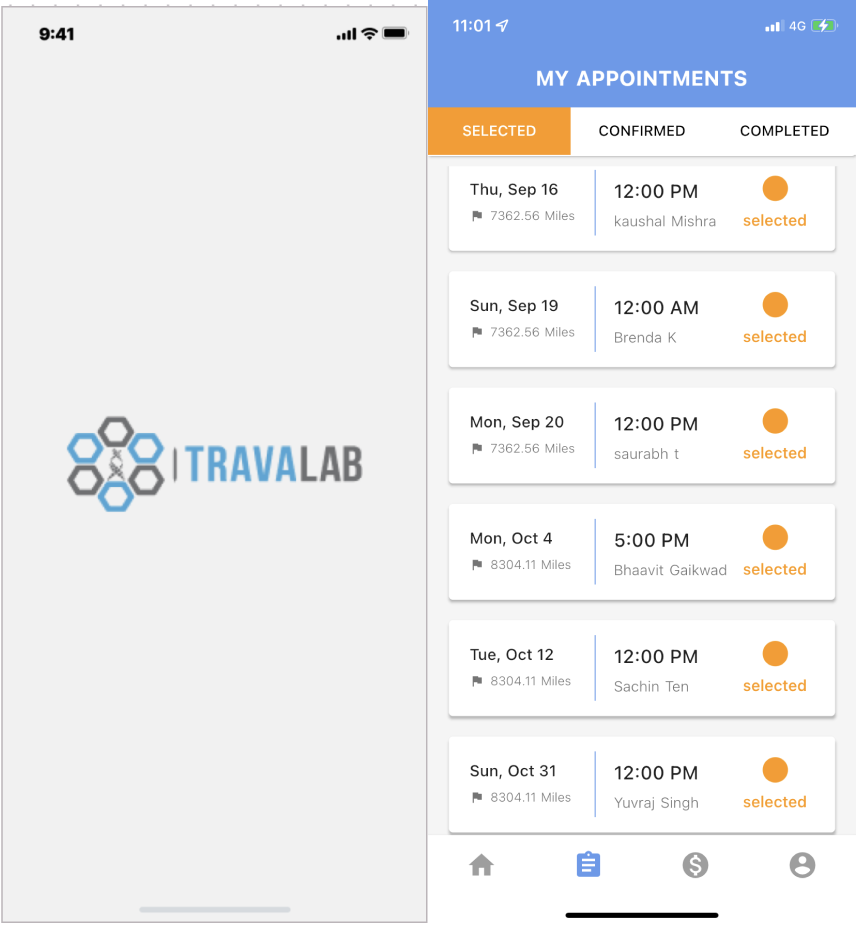 9:41
TRAVALAB
11:01
4G
MY APPOINTMENTS
SELECTED CONFIRMED COMPLETED
Thu, Sep 16 12:00 PM
7362.56 Miles kaushal Mishra selected
Sun, Sep 19 12:00 AM
7362.56 Miles Brenda K selected
Mon, Sep 20 12:00 PM
7362.56 Miles saurabh t selected
Mon, Oct 4 5:00 PM
8304.11 Miles Bhaavit Gaikwad selected
Tue, Oct 12 12:00 PM
8304.11 Miles Sachin Ten selected
Sun, Oct 31 12:00 PM
8304.11 Miles Yuvraj Singh selected